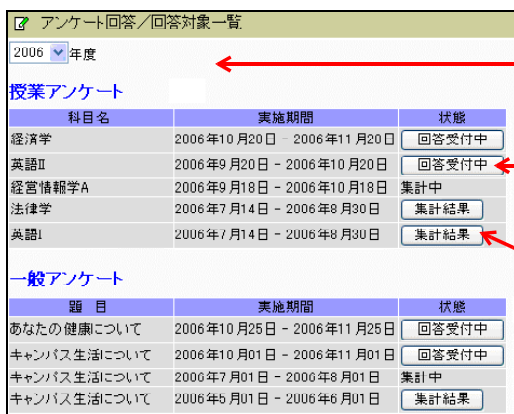 アンケート回答／回答対象一覧
2006 年度
授業アンケート
科目名 実施期間 状態
経済学 2006年10月20日 - 2006年11月20日 回答受付中
英語II 2006年9月20日 - 2006年10月20日 回答受付中
経営情報学A 2006年9月18日 - 2006年10月18日 集計中
法律学 2006年7月14日 - 2006年8月30日 集計結果
英語I 2006年7月14日 - 2006年8月30日 集計結果
一般アンケート
題 目 実施期間 状態
あなたの健康について 2006年10月25日 - 2006年11月25日 回答受付中
キャンパス生活について 2006年10月01日 - 2006年11月01日 回答受付中
キャンパス生活について 2006年7月01日 - 2006年8月01日 集計中
キャンパス生活について 2006年5月01日 - 2006年6月01日 集計結果